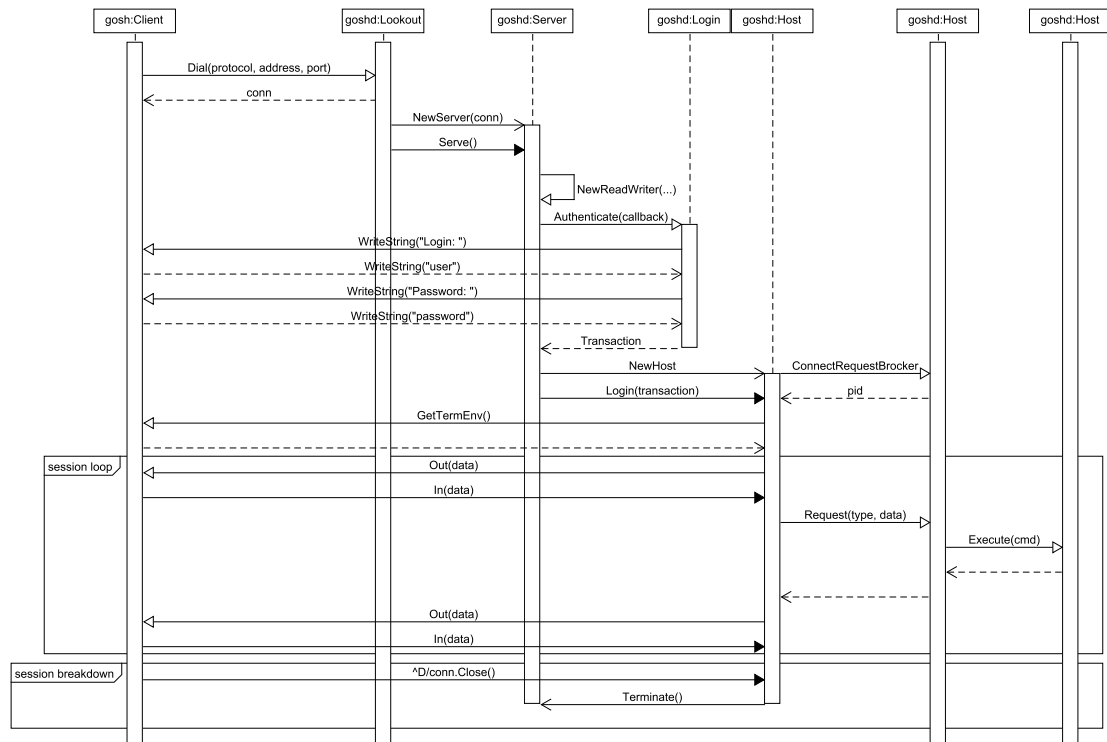 gosh:Client
goshd:Lookout
goshd:Server
goshd:Login
goshd:Host
goshd:Host
goshd:Host
Dial(protocol, address, port)
conn
NewServer(conn)
Serve()
NewReadWriter(...)
Authenticate(callback)
WriteString("Login: ")
WriteString("user")
WriteString("Password: ")
WriteString("password")
Transaction
NewHost
ConnectRequestBrocker
Login(transaction)
pid
GetTermEnv()
session loop
Out(data)
In(data)
Request(type, data)
Execute(cmd)
Out(data)
In(data)
session breakdown
^D/conn.Close()
Terminate()